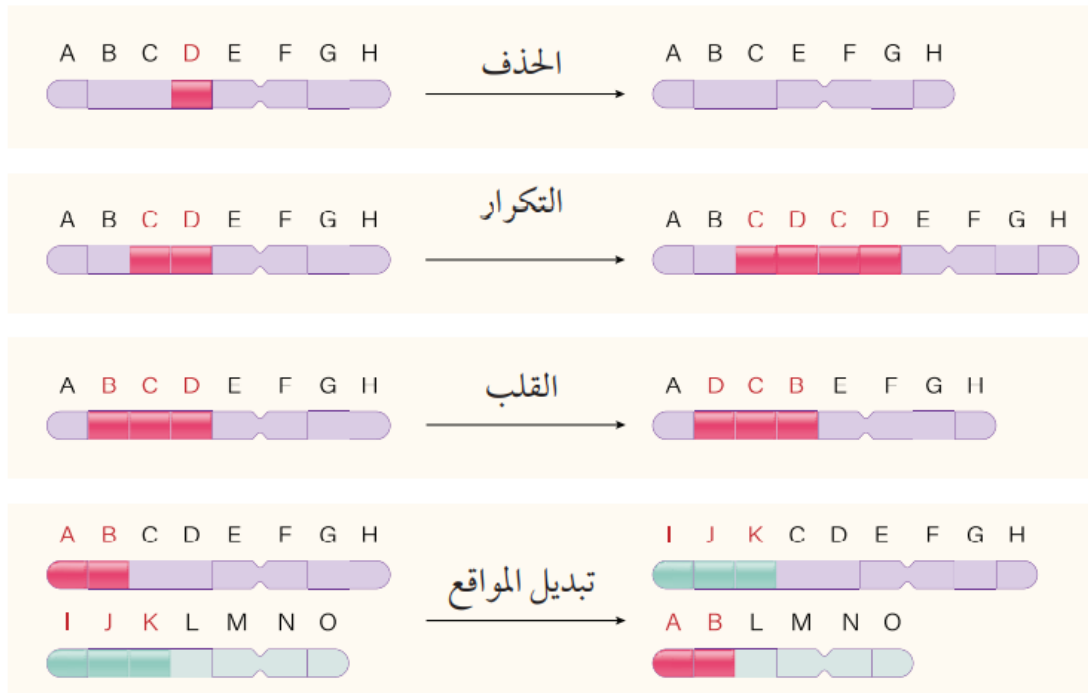 A B C D E F G H
الحذف
A B C E F G H
A B C D E F G H
التكرار
A B C D C D E F G H
A B C D E F G H
القلب
A D C B E F G H
A B C D E F G H
I J K L M N O
تبديل المواقع
I J K C D E F G H
A B L M N O